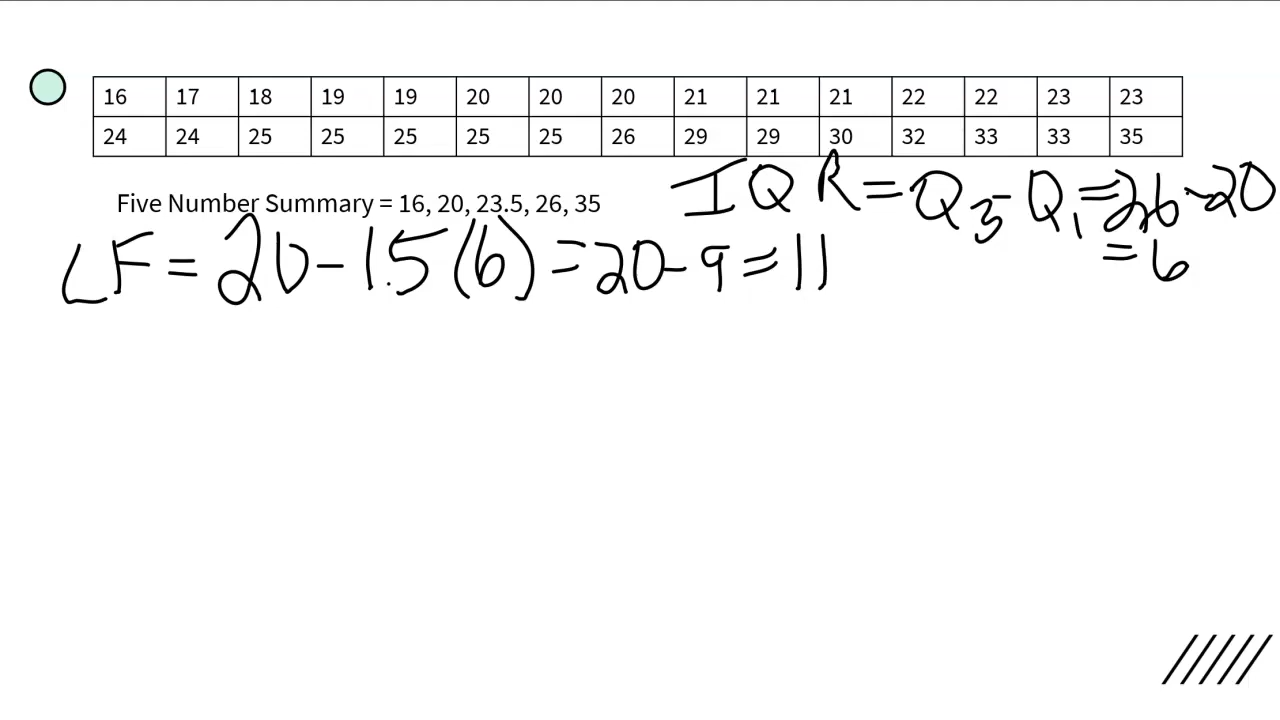 16 17 18 19 19 20 20 20 21 21 21 22 22 23 23
24 24 25 25 25 25 25 26 29 29 30 32 33 33 35
Five Number Summary = 16, 20, 23.5, 26, 35
IQR = Q3 - Q1 = 26 - 20
= 6
LF = 20 - 1.5 (6) = 20 - 9 = 11